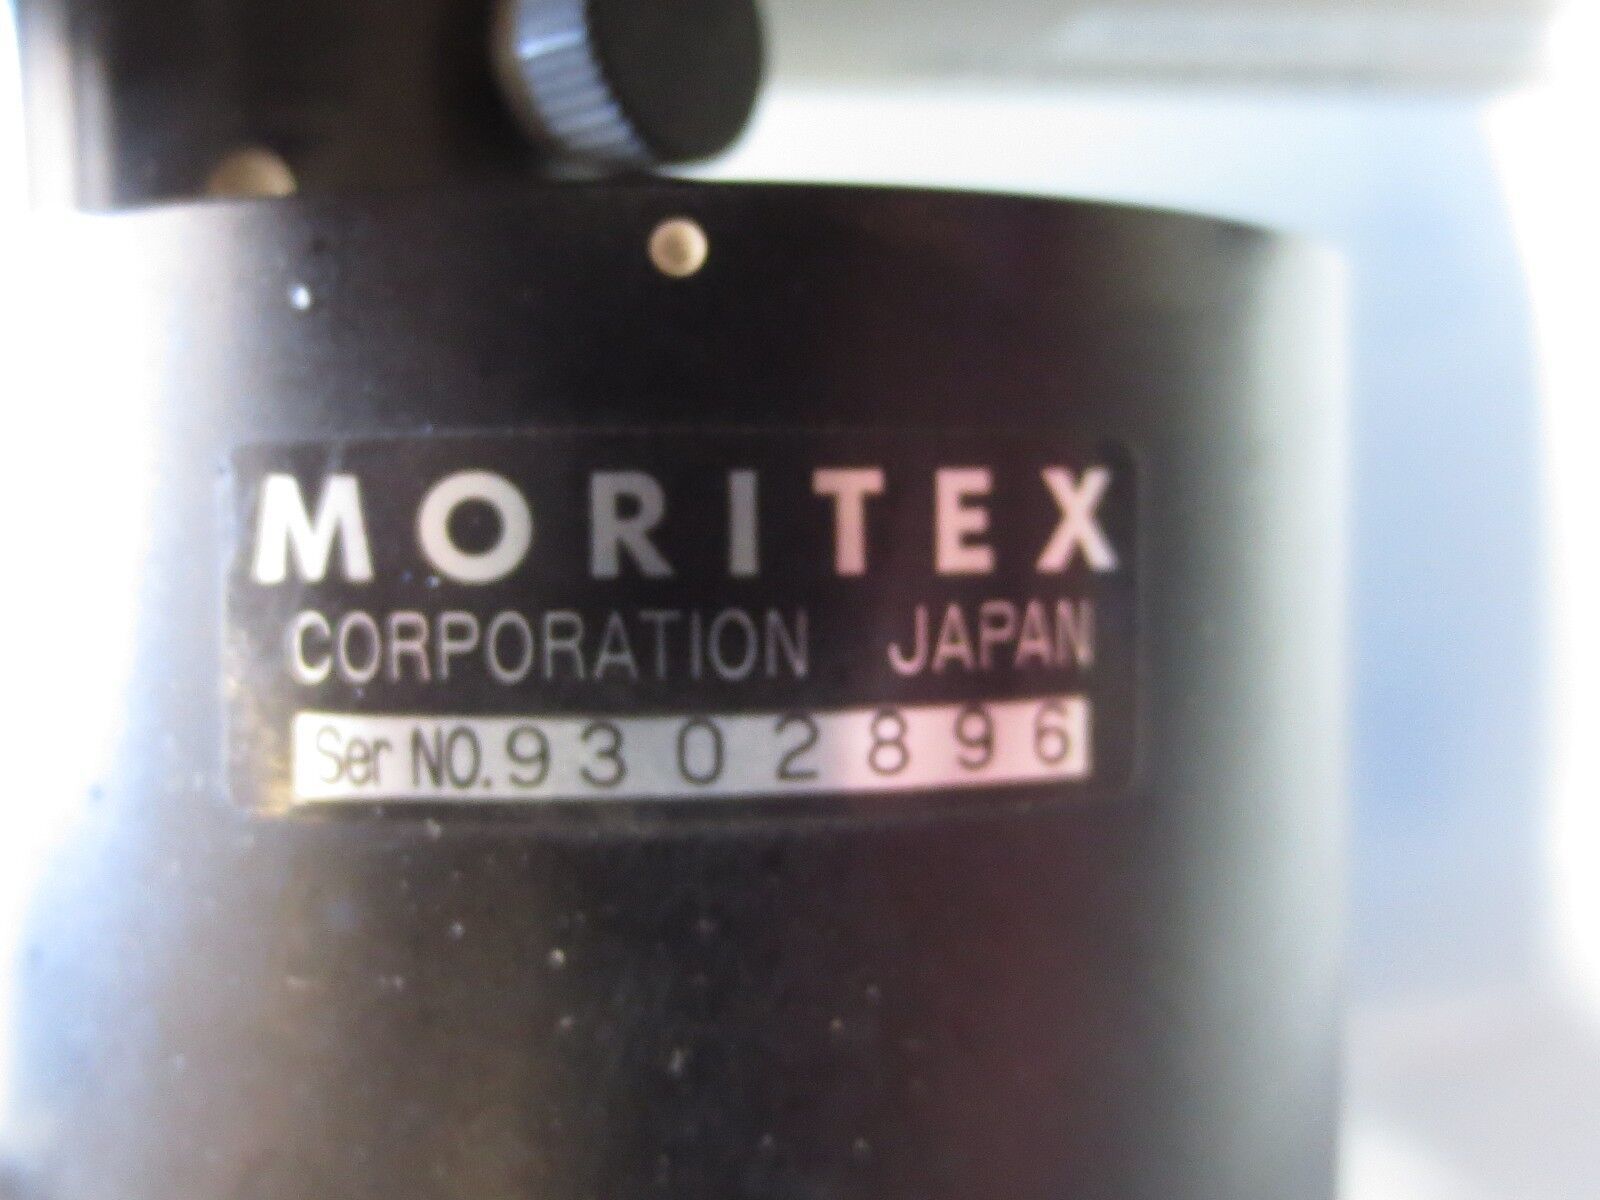 MORITEX
CORPORATION JAPAN
Ser NO. 9302896